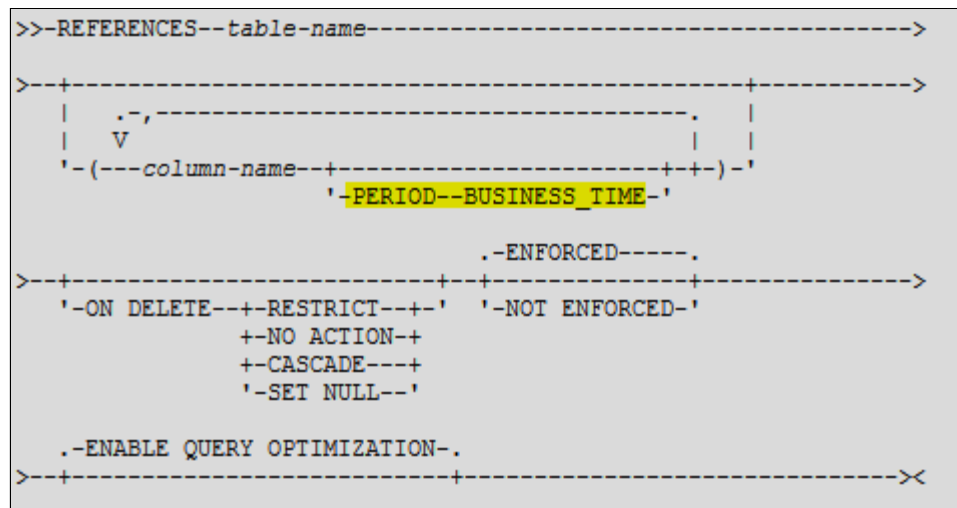 >>-REFERENCES--table-name--------------------------------------->
>--+------------------------------------------------+----------->
   |   .-,--------------------------------------.   |
   |   V                                        |   |
   '-(---column-name--+-----------------------+-+-)-'
                      '-PERIOD--BUSINESS_TIME-'
                                 .-ENFORCED-----.
>--+--------------------------+--+--------------+--------------->
   '-ON DELETE--+-RESTRICT--+-'  '-NOT ENFORCED-'
                +-NO ACTION-+
                +-CASCADE---+
                '-SET NULL--'
   .-ENABLE QUERY OPTIMIZATION-.
>--+---------------------------+-------------------------------><